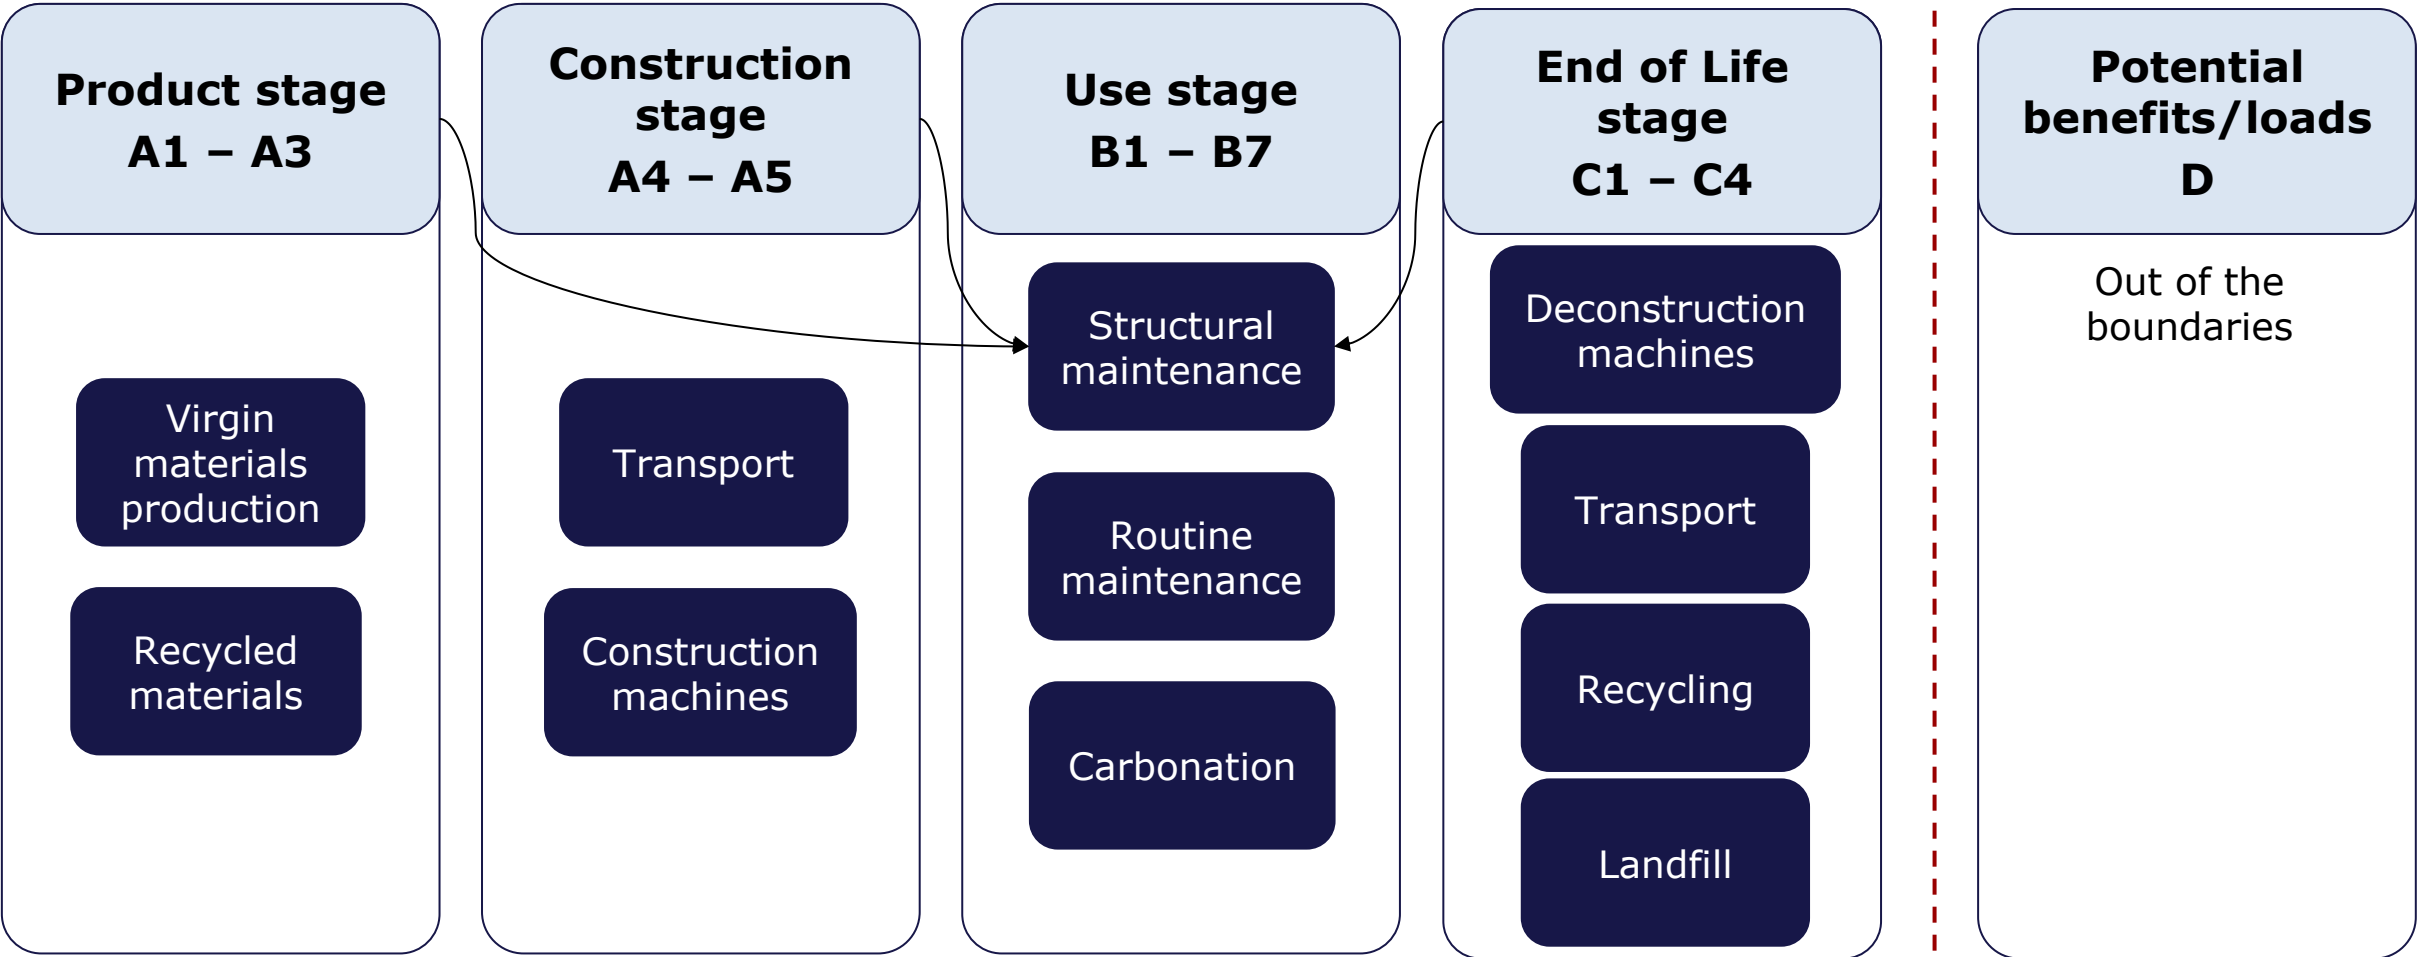 Product stage
A1 – A3
Virgin
materials
production
Recycled
materials
Construction
stage
A4 – A5
Transport
Construction
machines
Use stage
B1 – B7
Structural
maintenance
Routine
maintenance
Carbonation
End of Life
stage
C1 – C4
Deconstruction
machines
Transport
Recycling
Landfill
Potential
benefits/loads
D
Out of the
boundaries